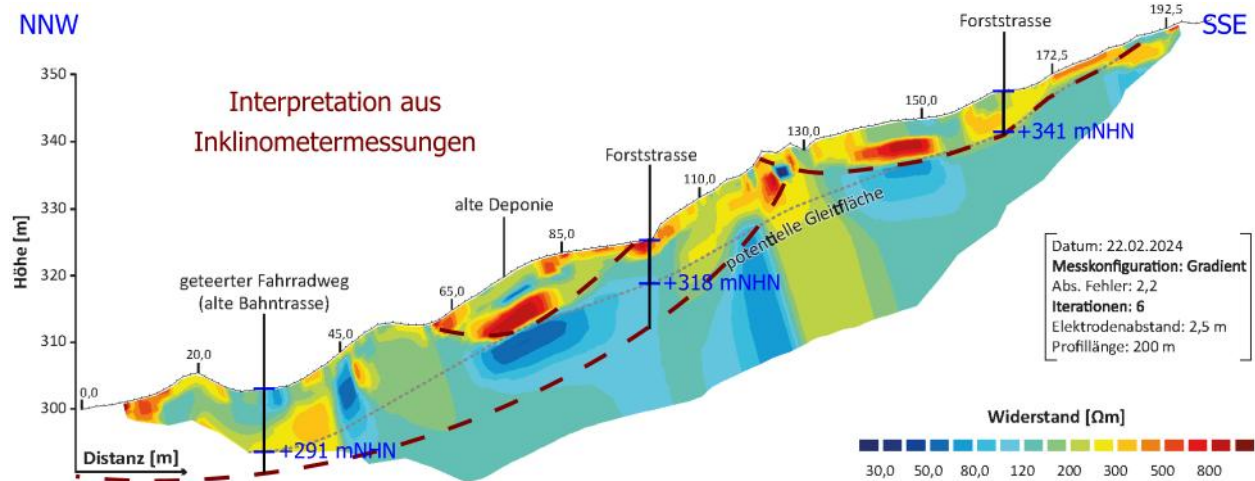 NNW
SSE
Interpretation aus
Inklinometermessungen
Forststrasse
Forststrasse
alte Deponie
geteerter Fahrradweg
(alte Bahntrasse)
Höhe [m]
350
340
330
320
310
300
0,0
20,0
45,0
65,0
85,0
110,0
130,0
150,0
172,5
192,5
+341 mNHN
+318 mNHN
+291 mNHN
potentielle Gleitfläche
Distanz [m]
Datum: 22.02.2024
Messkonfiguration: Gradient
Abs. Fehler: 2,2
Iterationen: 6
Elektrodenabstand: 2,5 m
Profillänge: 200 m
Widerstand [Ωm]
30,0 50,0 80,0 120 200 300 500 800